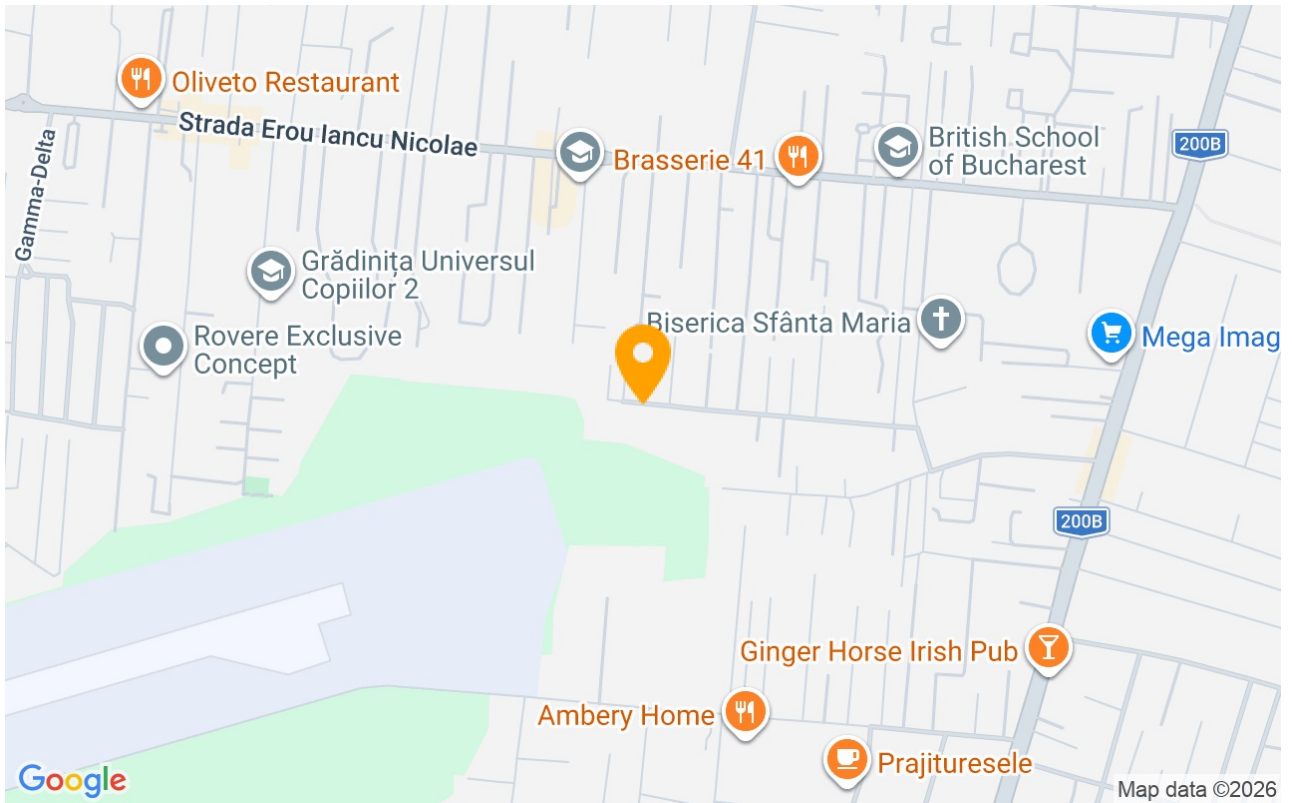 Oliveto Restaurant
Strada Erou Iancu Nicolae
Gamma-Delta
Brasserie 41
British School
of Bucharest
200B
Grădinița Universul
Copiilor 2
Rovere Exclusive
Concept
Biserica Sfânta Maria
Mega Imag
200B
Ginger Horse Irish Pub
Ambery Home
Prajituresele
Google
Map data ©2026